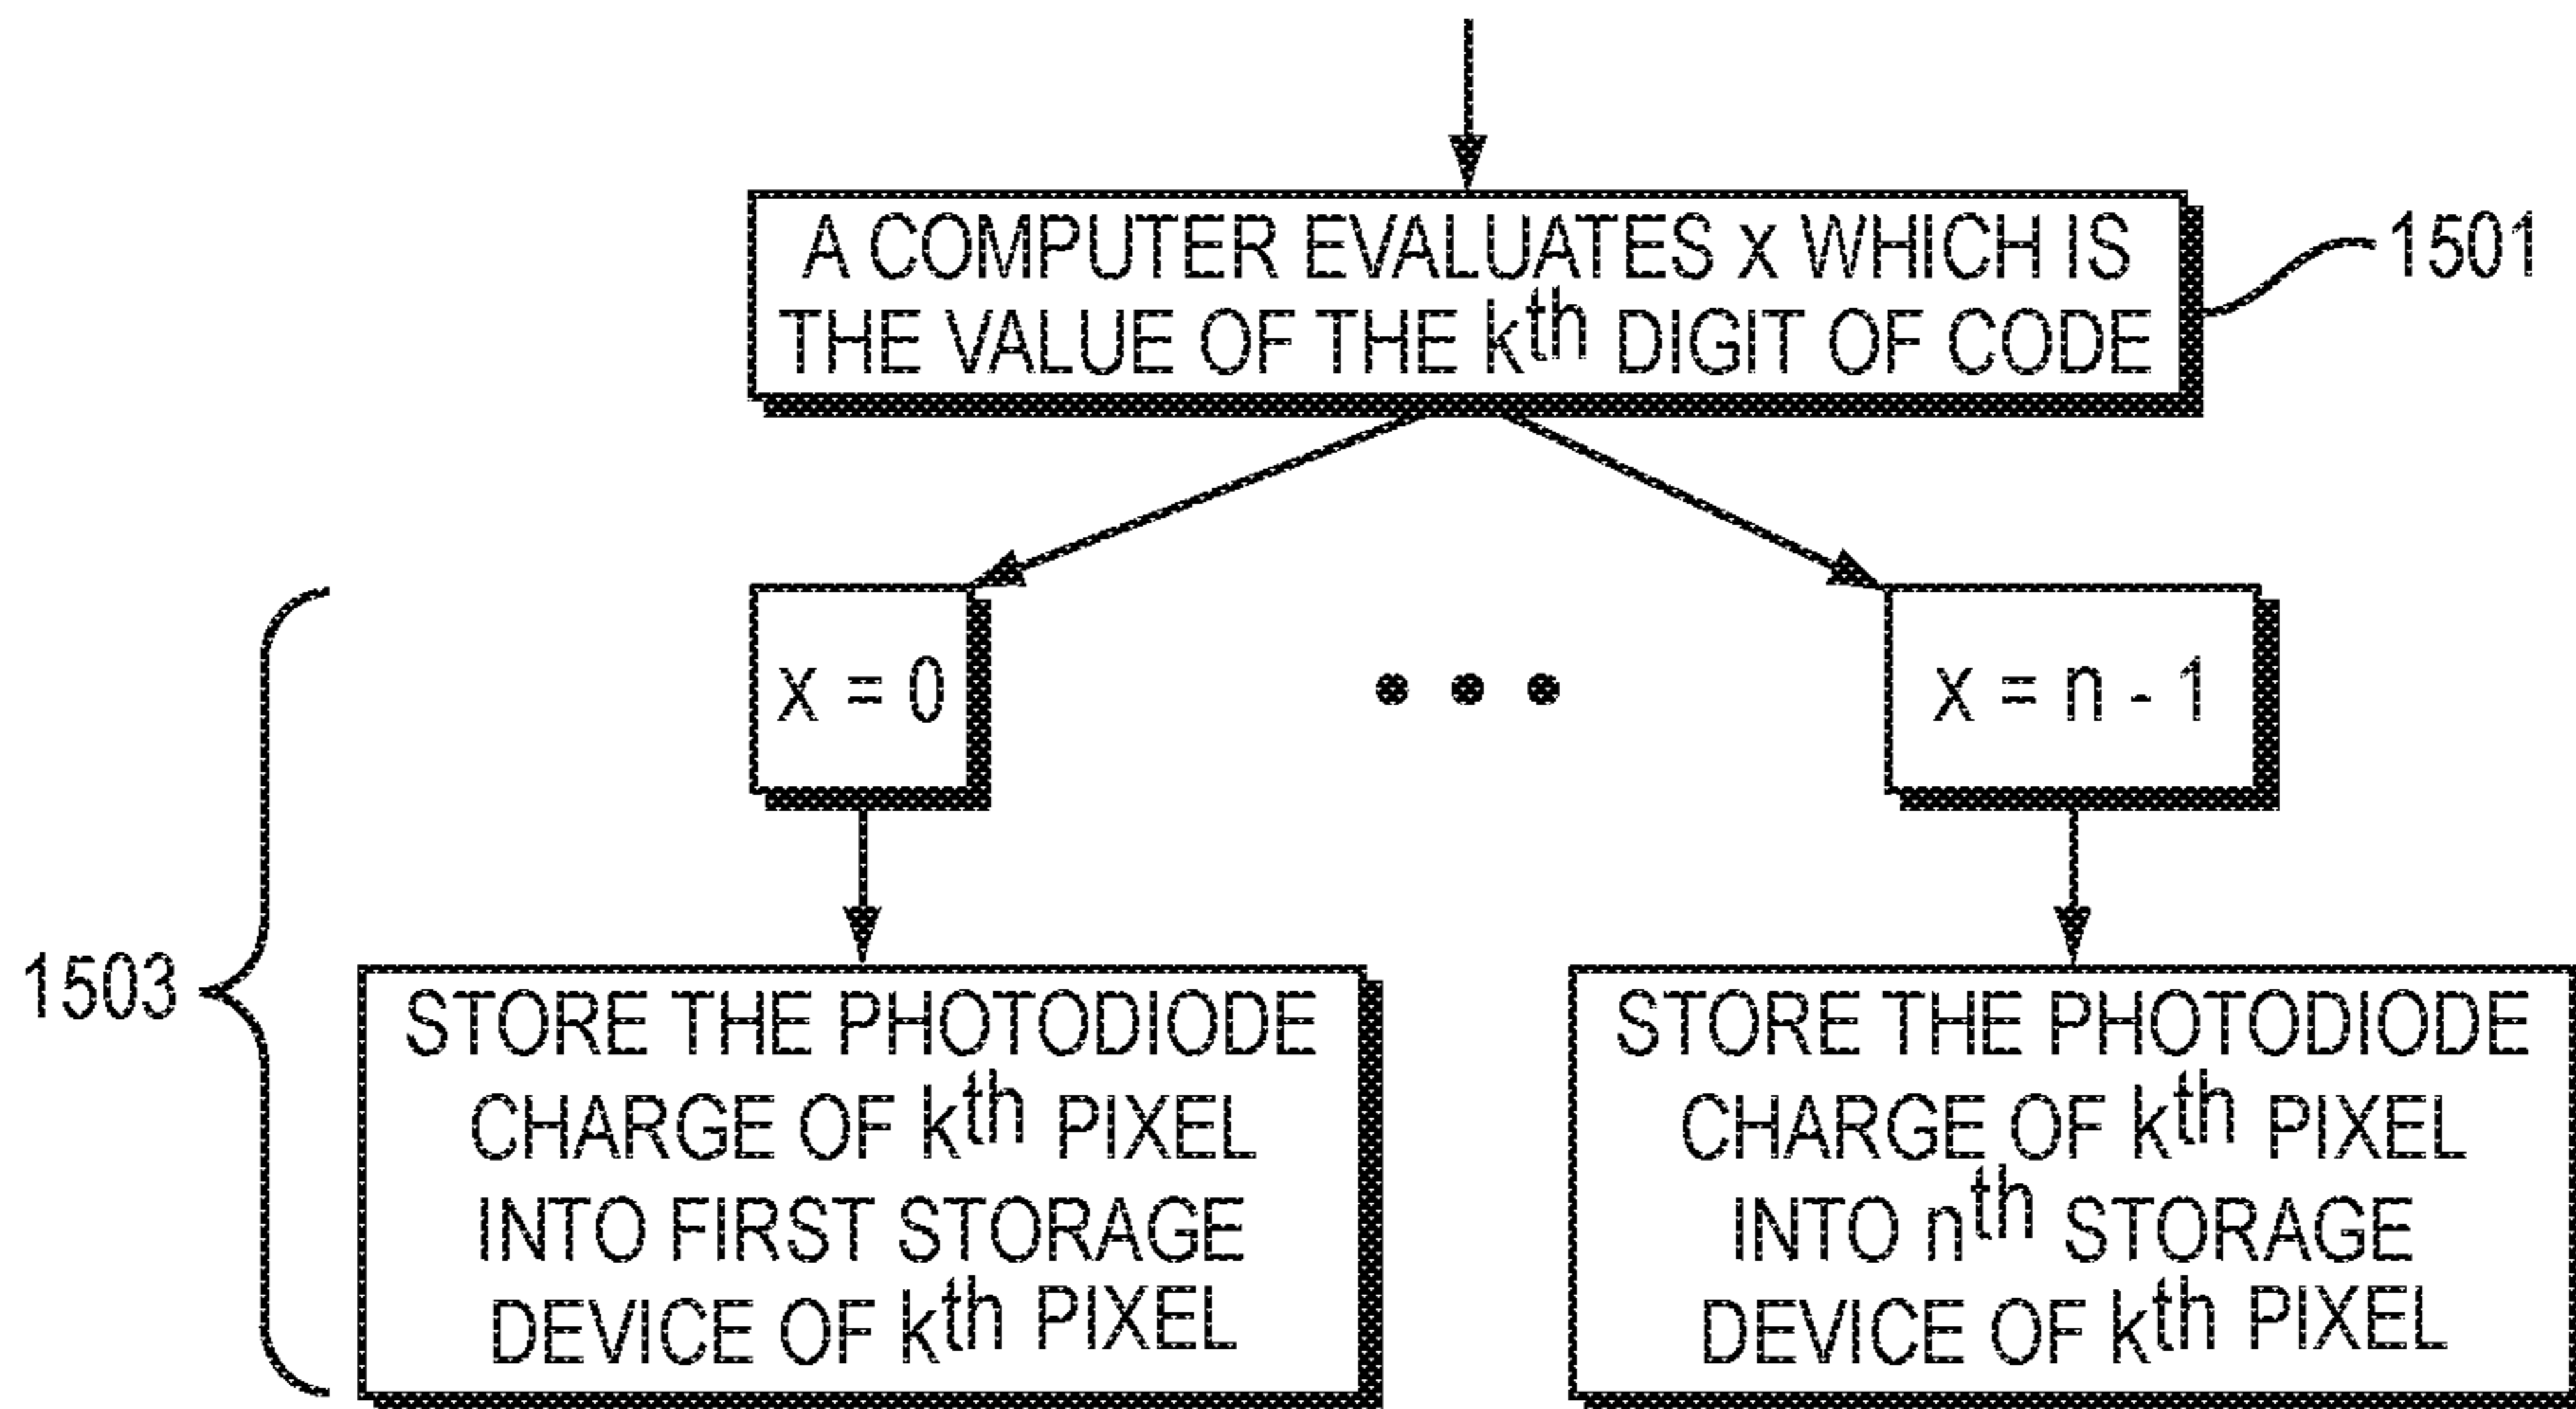 A COMPUTER EVALUATES x WHICH IS
THE VALUE OF THE kth DIGIT OF CODE
1501
x = 0
• • •
x = n - 1
1503
STORE THE PHOTODIODE
CHARGE OF kth PIXEL
INTO FIRST STORAGE
DEVICE OF kth PIXEL
STORE THE PHOTODIODE
CHARGE OF kth PIXEL
INTO nth STORAGE
DEVICE OF kth PIXEL